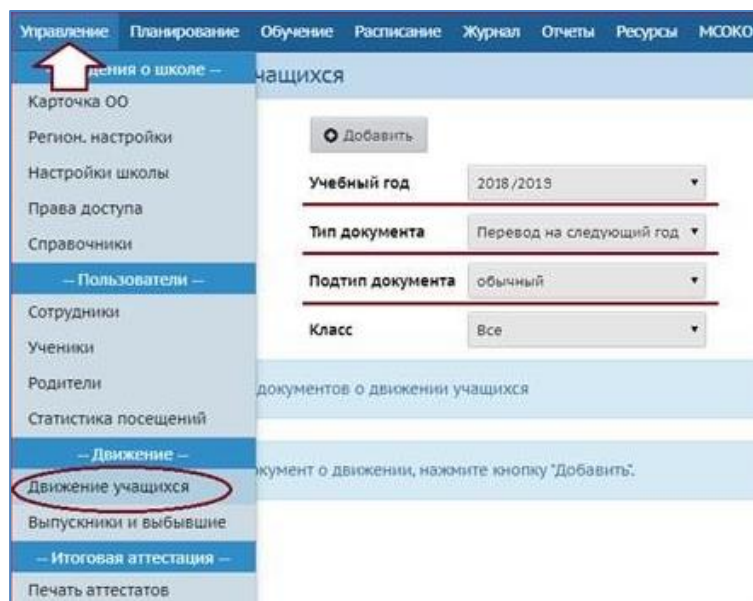 Управление Планирование Обучение Расписание Журнал Отчеты Ресурсы МСОКО
ия о школе —
Карточка ОО
Регион. настройки
Настройки школы
Права доступа
Справочники
— Пользователи —
Сотрудники
Ученики
Родители
Статистика посещений
— Движение —
Движение учащихся
Выпускники и выбывшие
— Итоговая аттестация —
Печать аттестатов
чащихся
Добавить
Учебный год 2018/2019
Тип документа Перевод на следующий год
Подтип документа обычный
Класс Все
документов о движении учащихся
кумент о движении, нажмите кнопку "Добавить".